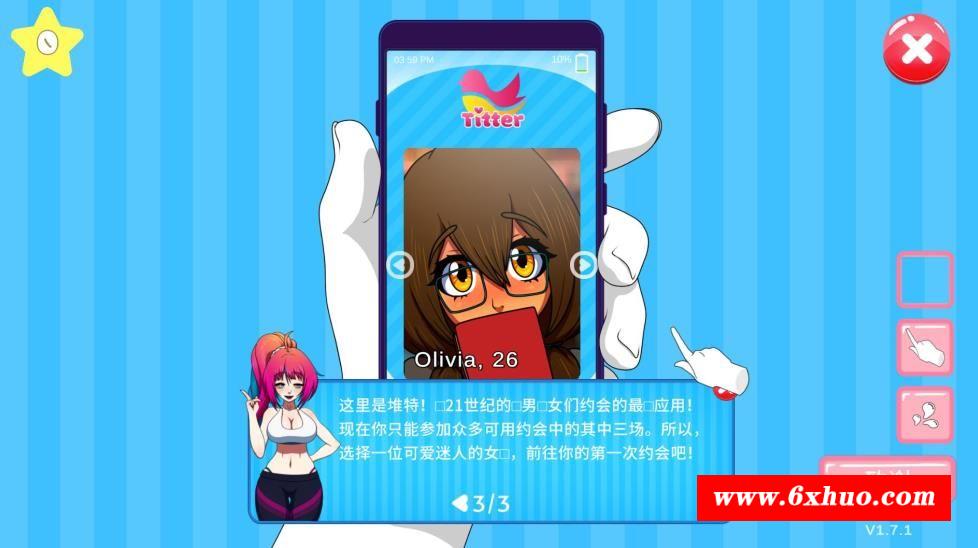 03 59 PM
10%
Titter
Olivia, 26
这里是堆特！□21世纪的□男□女们约会的最□应用！
现在你只能参加众多可用约会中的其中三场。所以，
选择一位可爱迷人的女□，前往你的第一次约会吧！
3/3
www.6xhuo.com
V1.7.1